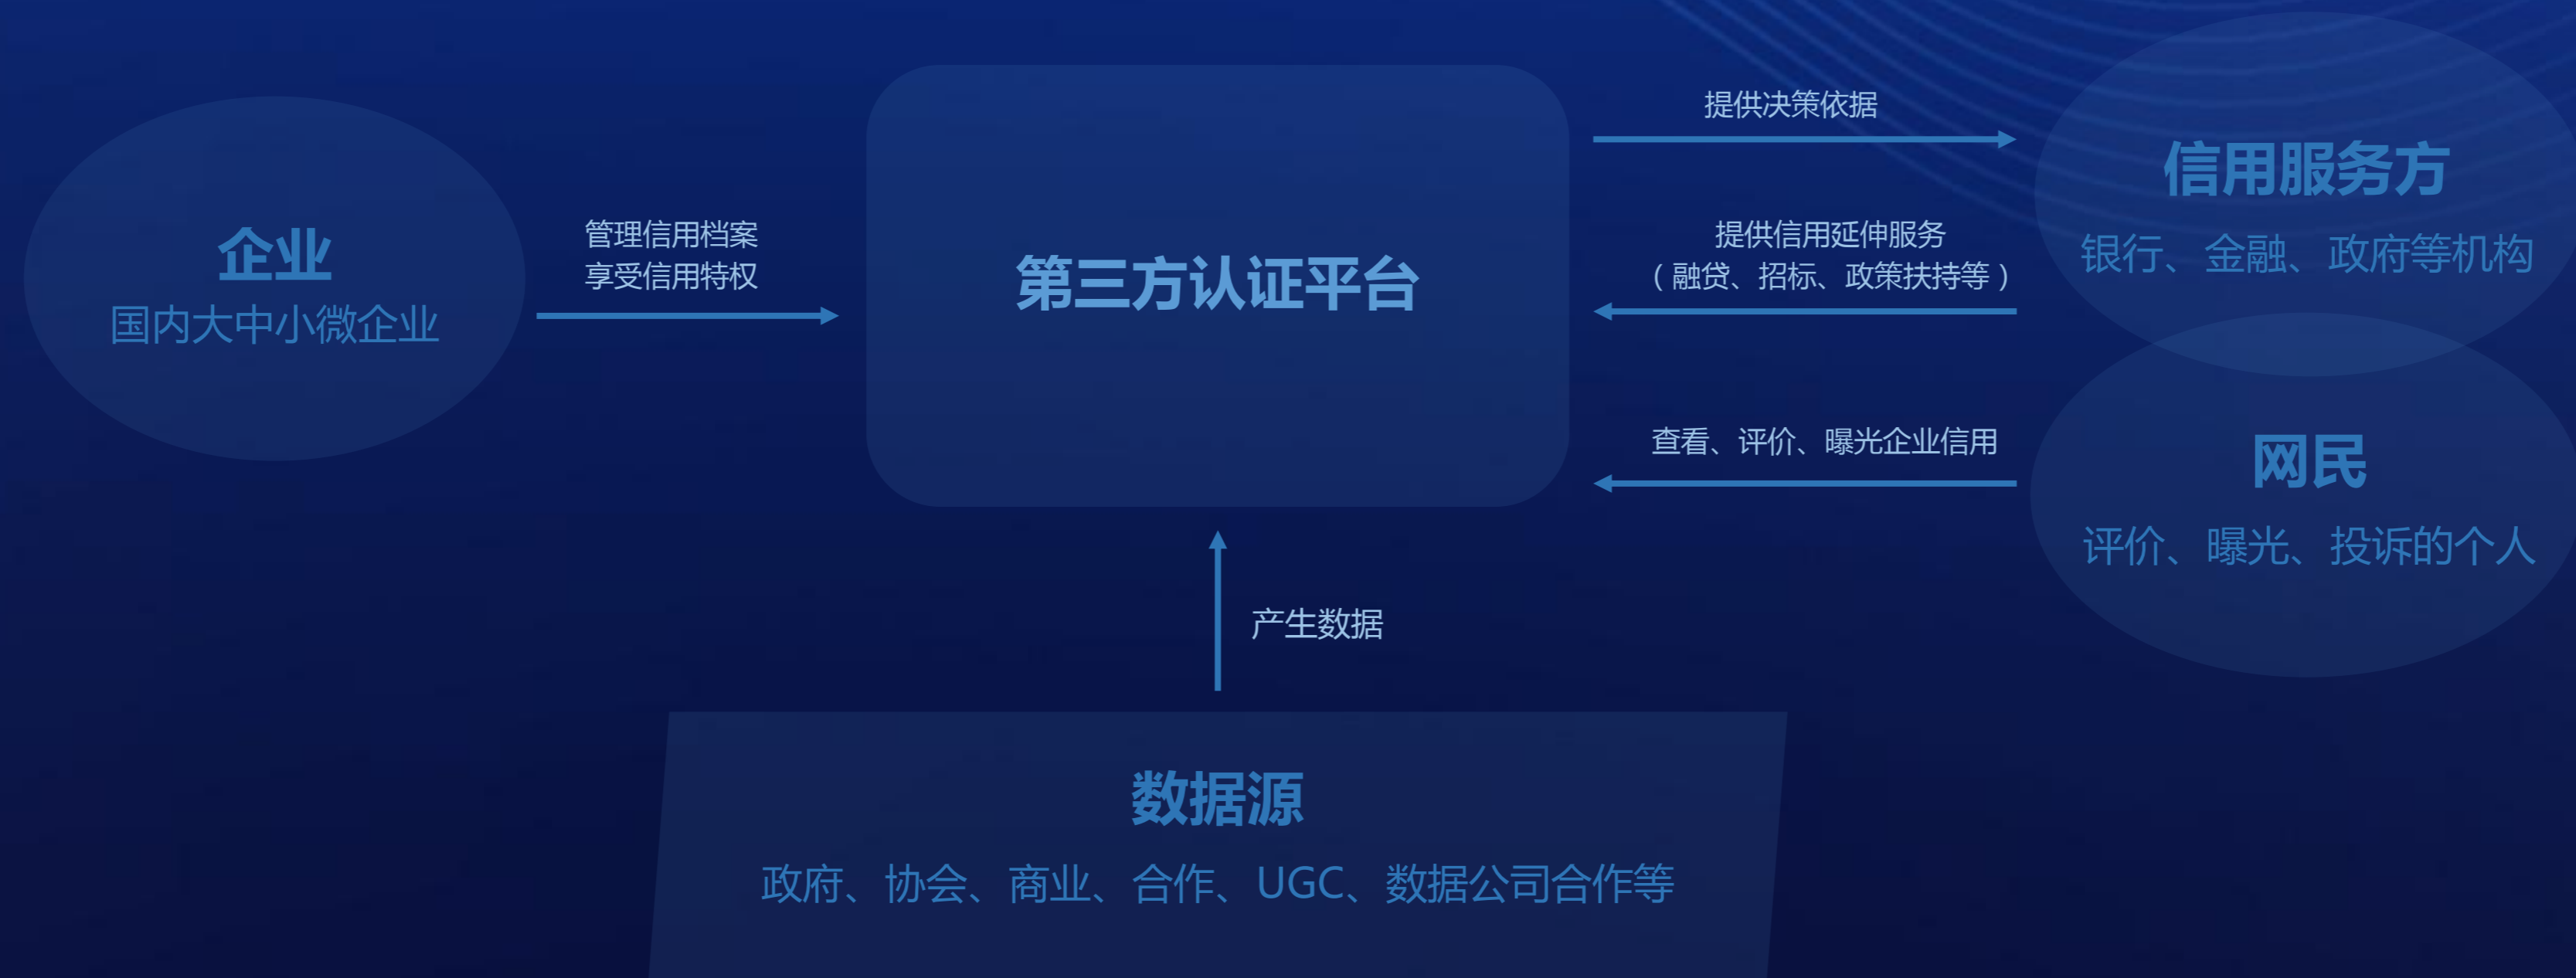 企业
国内大中小微企业
管理信用档案
享受信用特权
第三方认证平台
提供决策依据
提供信用延伸服务
（融贷、招标、政策扶持等）
查看、评价、曝光企业信用
信用服务方
银行、金融、政府等机构
网民
评价、曝光、投诉的个人
产生数据
数据源
政府、协会、商业、合作、UGC、数据公司合作等